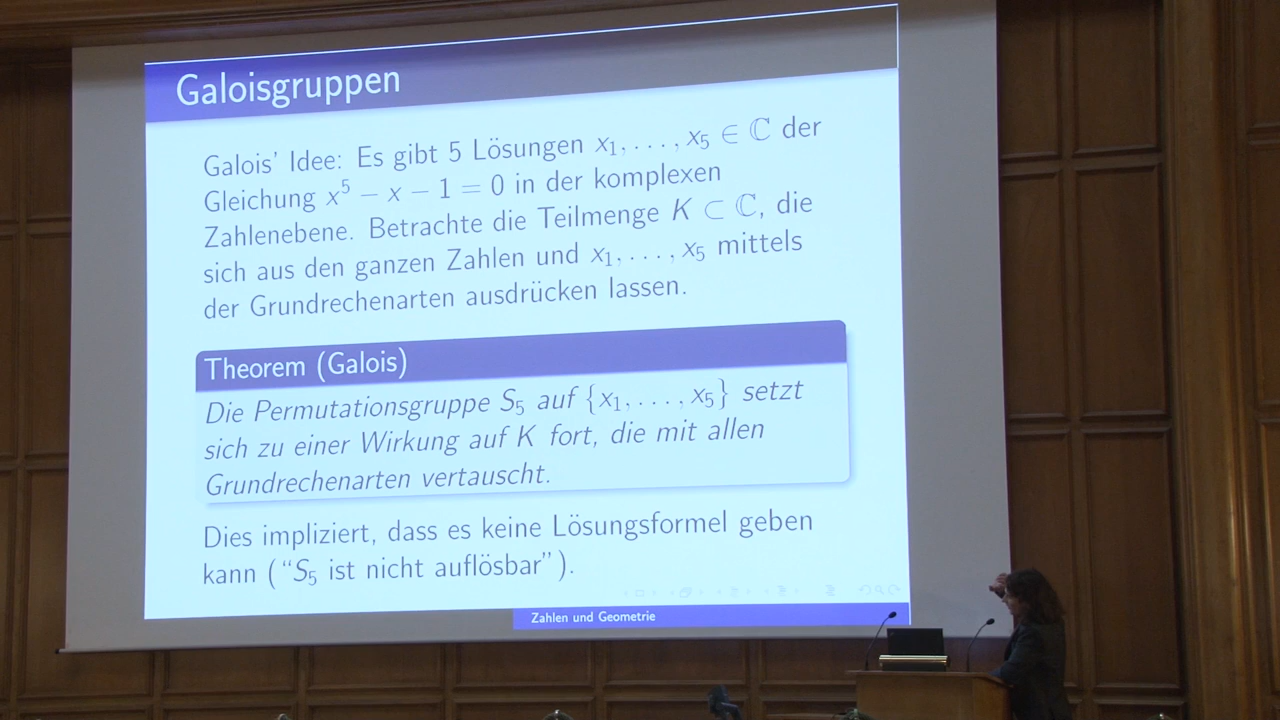 Galoisgruppen
Galois' Idee: Es gibt 5 Lösungen x₁, . . . , x₅ ∈ ℂ der
Gleichung x⁵ − x − 1 = 0 in der komplexen
Zahlenebene. Betrachte die Teilmenge K ⊂ ℂ, die
sich aus den ganzen Zahlen und x₁, . . . , x₅ mittels
der Grundrechenarten ausdrücken lassen.
Theorem (Galois)
Die Permutationsgruppe S₅ auf {x₁, . . . , x₅} setzt
sich zu einer Wirkung auf K fort, die mit allen
Grundrechenarten vertauscht.
Dies impliziert, dass es keine Lösungsformel geben
kann (“S₅ ist nicht auflösbar”).
Zahlen und Geometrie